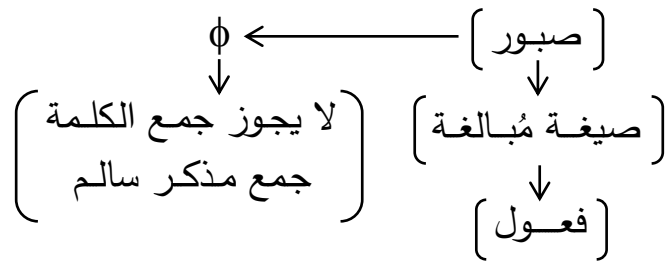 صبور
ϕ
صيغة مُبالغة
لا يجوز جمع الكلمة
جمع مذكر سالم
فعول